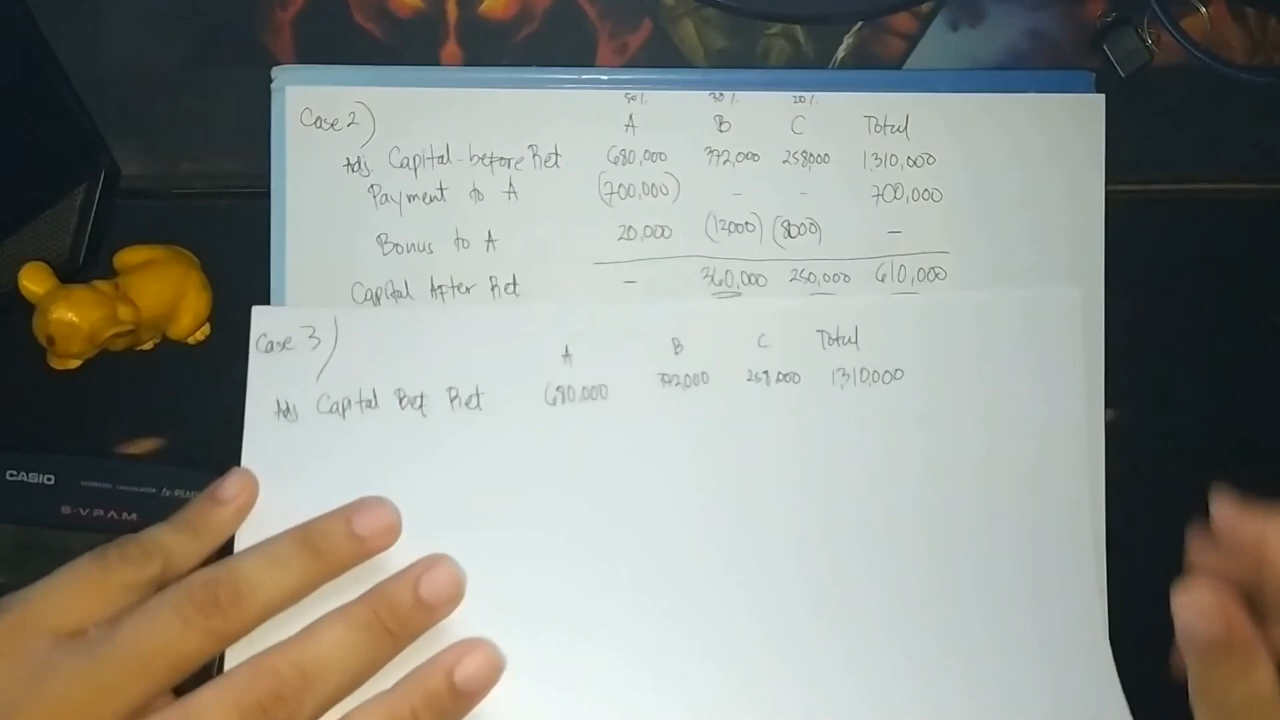 50% 30% 20%
Case 2) A B C Total
Adj. Capital-before Ret 680,000 372,000 258,000 1,310,000
Payment to A (700,000) - - 700,000
Bonus to A 20,000 (12000) (8000) -
Capital After Ret - 360,000 250,000 610,000
Case 3) A B C Total
Adj Capital Bef Ret 680,000 372,000 258,000 1,310,000
CASIO
S-V.P.A.M.